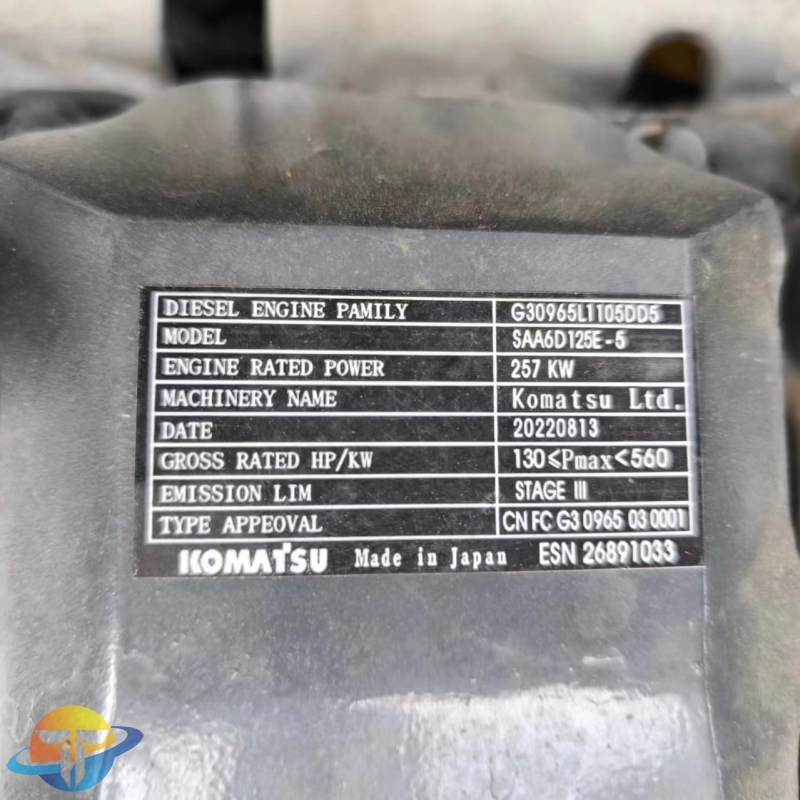 DIESEL ENGINE PAMILY G30965L1105DD5
MODEL SAA6D125E-5
ENGINE RATED POWER 257 KW
MACHINERY NAME Komatsu Ltd.
DATE 20220813
GROSS RATED HP/KW 130≤Pmax<560
EMISSION LIM STAGE III
TYPE APPEOVAL CN FC G3 0965 03 0001
KOMATSU Made in Japan ESN 26891033